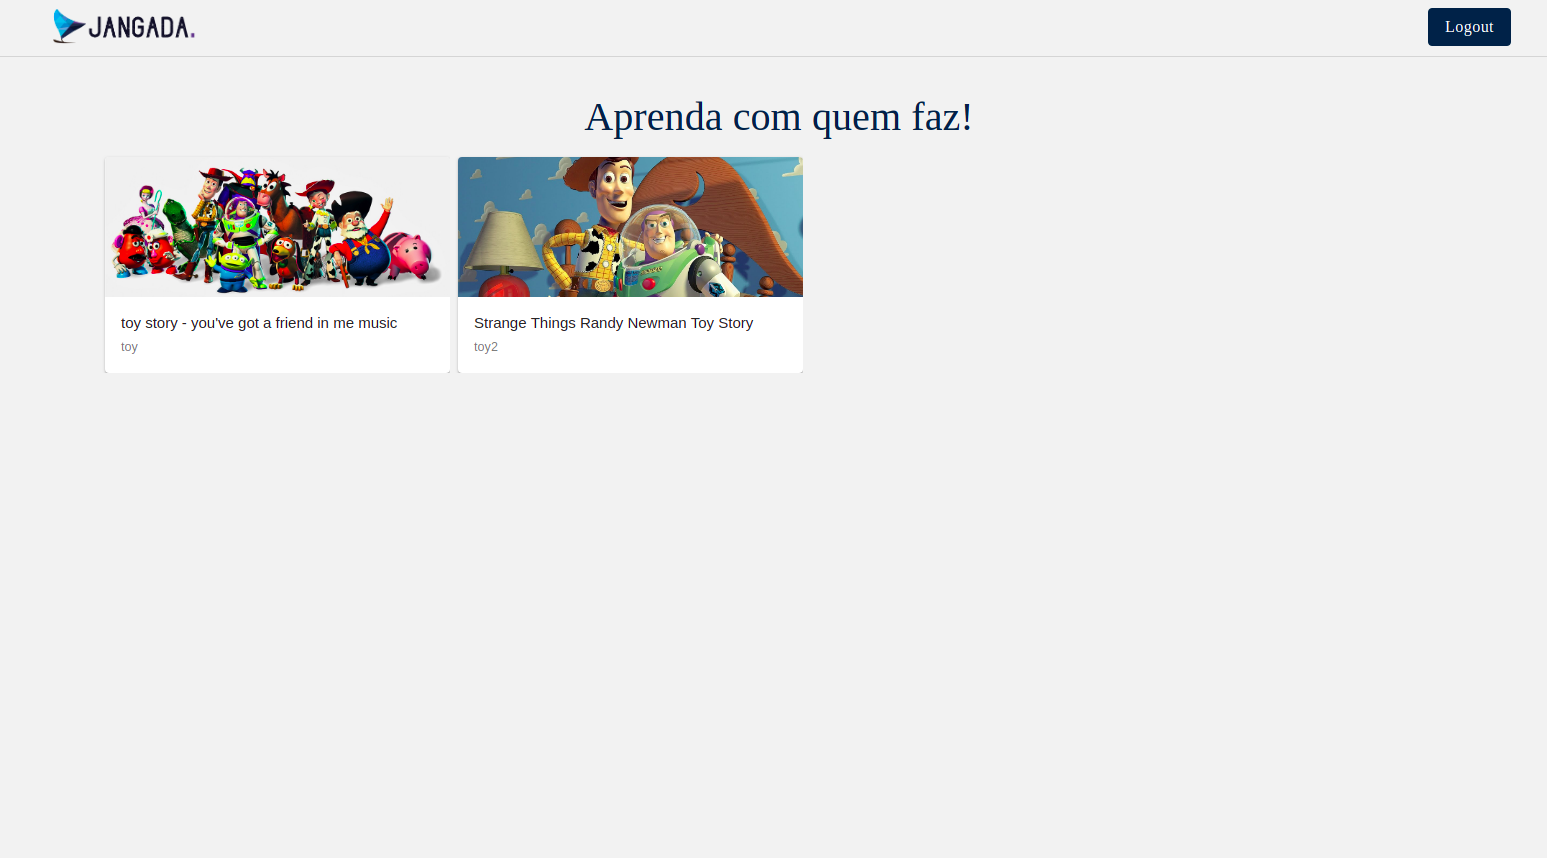 JANGADA.
Logout
Aprenda com quem faz!
toy story - you've got a friend in me music
toy
Strange Things Randy Newman Toy Story
toy2